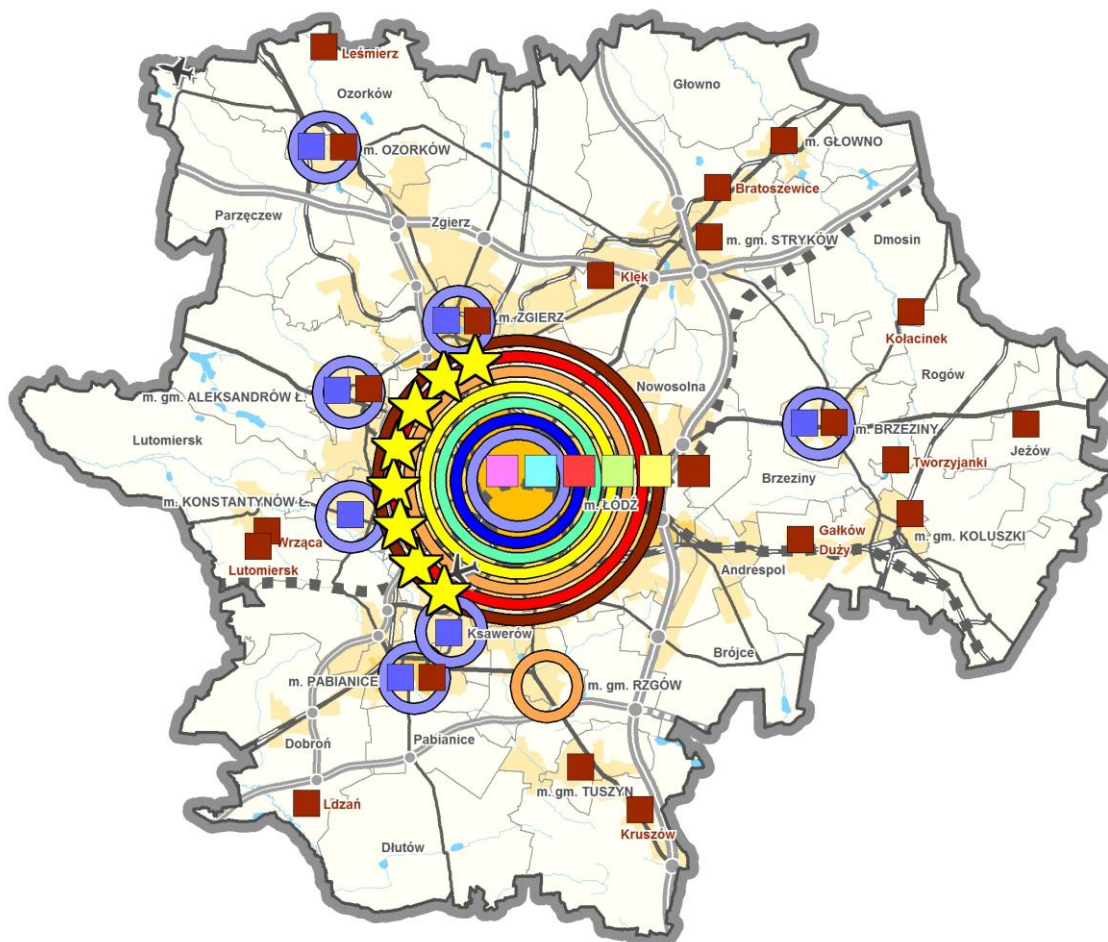 Leśmierz
Ozorków
Głowno
m. OZORKÓW
m. GŁOWNO
Bratoszewice
Parzęczew
Zgierz
m. gm. STRYKÓW
Dmosin
Klęk
m. ZGIERZ
Kołacinek
Rogów
Nowosolna
m. gm. ALEKSANDRÓW Ł.
m. BRZEZINY
Lutomiersk
Jeżów
Tworzyjanki
Brzeziny
m. KONSTANTYNÓW Ł.
m. ŁÓDŹ
Gałków
Duży
m. gm. KOLUSZKI
Wrząca
Lutomiersk
Andrespol
Ksawerów
Brójce
m. PABIANICE
m. gm. RZGÓW
Dobroń
Pabianice
m. gm. TUSZYN
Ldzań
Kruszów
Dłutów